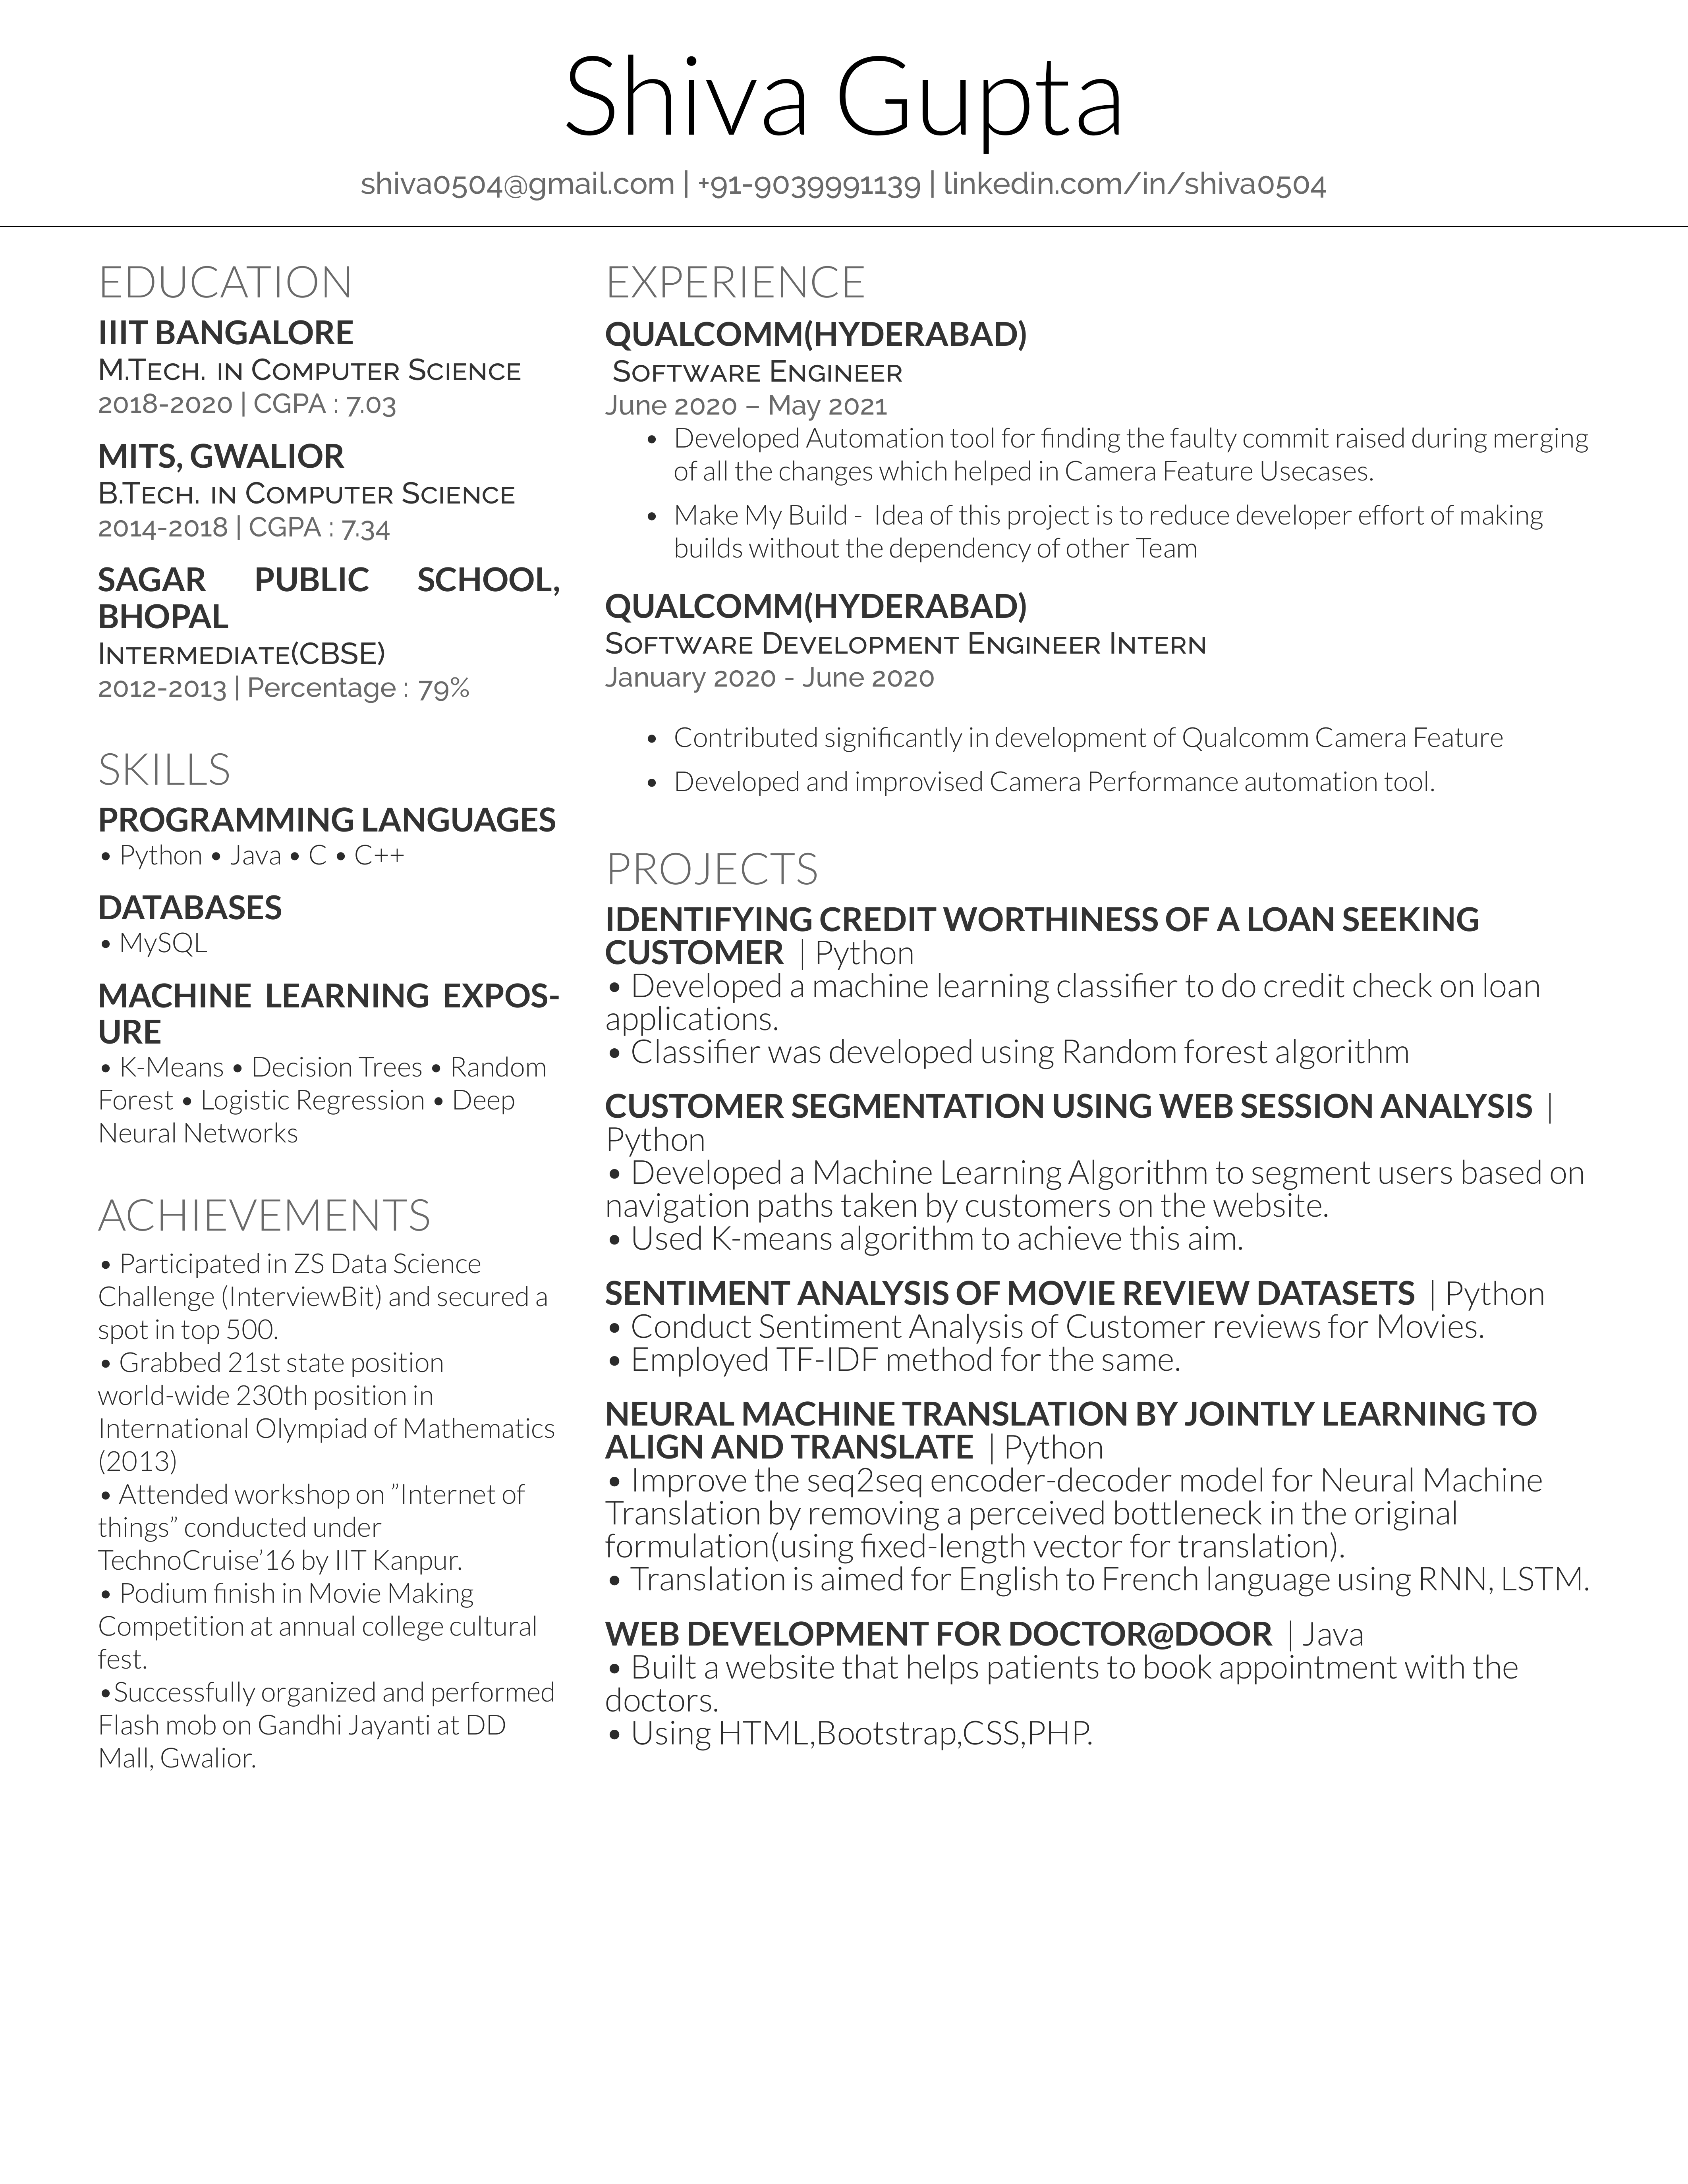 Shiva Gupta
shiva0504@gmail.com | +91-9039991139 | linkedin.com/in/shiva0504
EDUCATION
IIIT BANGALORE
M.Tech. in Computer Science
2018-2020 | CGPA : 7.03
MITS, GWALIOR
B.Tech. in Computer Science
2014-2018 | CGPA : 7.34
SAGAR PUBLIC SCHOOL,
BHOPAL
Intermediate(CBSE)
2012-2013 | Percentage : 79%
SKILLS
PROGRAMMING LANGUAGES
• Python • Java • C • C++
DATABASES
• MySQL
MACHINE LEARNING EXPOS-
URE
• K-Means • Decision Trees • Random
Forest • Logistic Regression • Deep
Neural Networks
ACHIEVEMENTS
• Participated in ZS Data Science
Challenge (InterviewBit) and secured a
spot in top 500.
• Grabbed 21st state position
world-wide 230th position in
International Olympiad of Mathematics
(2013)
• Attended workshop on ”Internet of
things” conducted under
TechnoCruise’16 by IIT Kanpur.
• Podium finish in Movie Making
Competition at annual college cultural
fest.
•Successfully organized and performed
Flash mob on Gandhi Jayanti at DD
Mall, Gwalior.
EXPERIENCE
QUALCOMM(HYDERABAD)
Software Engineer
June 2020 – May 2021
• Developed Automation tool for finding the faulty commit raised during merging
of all the changes which helped in Camera Feature Usecases.
• Make My Build - Idea of this project is to reduce developer effort of making
builds without the dependency of other Team
QUALCOMM(HYDERABAD)
Software Development Engineer Intern
January 2020 - June 2020
• Contributed significantly in development of Qualcomm Camera Feature
• Developed and improvised Camera Performance automation tool.
PROJECTS
IDENTIFYING CREDIT WORTHINESS OF A LOAN SEEKING
CUSTOMER | Python
• Developed a machine learning classifier to do credit check on loan
applications.
• Classifier was developed using Random forest algorithm
CUSTOMER SEGMENTATION USING WEB SESSION ANALYSIS |
Python
• Developed a Machine Learning Algorithm to segment users based on
navigation paths taken by customers on the website.
• Used K-means algorithm to achieve this aim.
SENTIMENT ANALYSIS OF MOVIE REVIEW DATASETS | Python
• Conduct Sentiment Analysis of Customer reviews for Movies.
• Employed TF-IDF method for the same.
NEURAL MACHINE TRANSLATION BY JOINTLY LEARNING TO
ALIGN AND TRANSLATE | Python
• Improve the seq2seq encoder-decoder model for Neural Machine
Translation by removing a perceived bottleneck in the original
formulation(using fixed-length vector for translation).
• Translation is aimed for English to French language using RNN, LSTM.
WEB DEVELOPMENT FOR DOCTOR@DOOR | Java
• Built a website that helps patients to book appointment with the
doctors.
• Using HTML,Bootstrap,CSS,PHP.